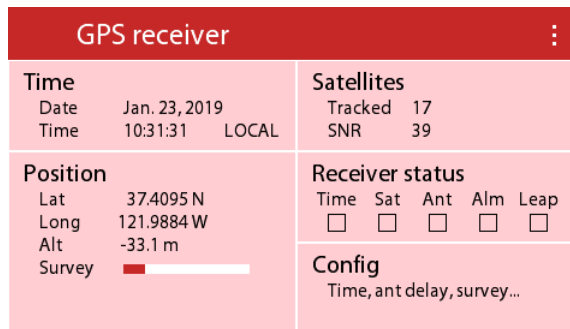 GPS receiver
Time
Date Jan. 23, 2019
Time 10:31:31 LOCAL
Satellites
Tracked 17
SNR 39
Position
Lat 37.4095 N
Long 121.9884 W
Alt -33.1 m
Survey
Receiver status
Time Sat Ant Alm Leap
Config
Time, ant delay, survey...